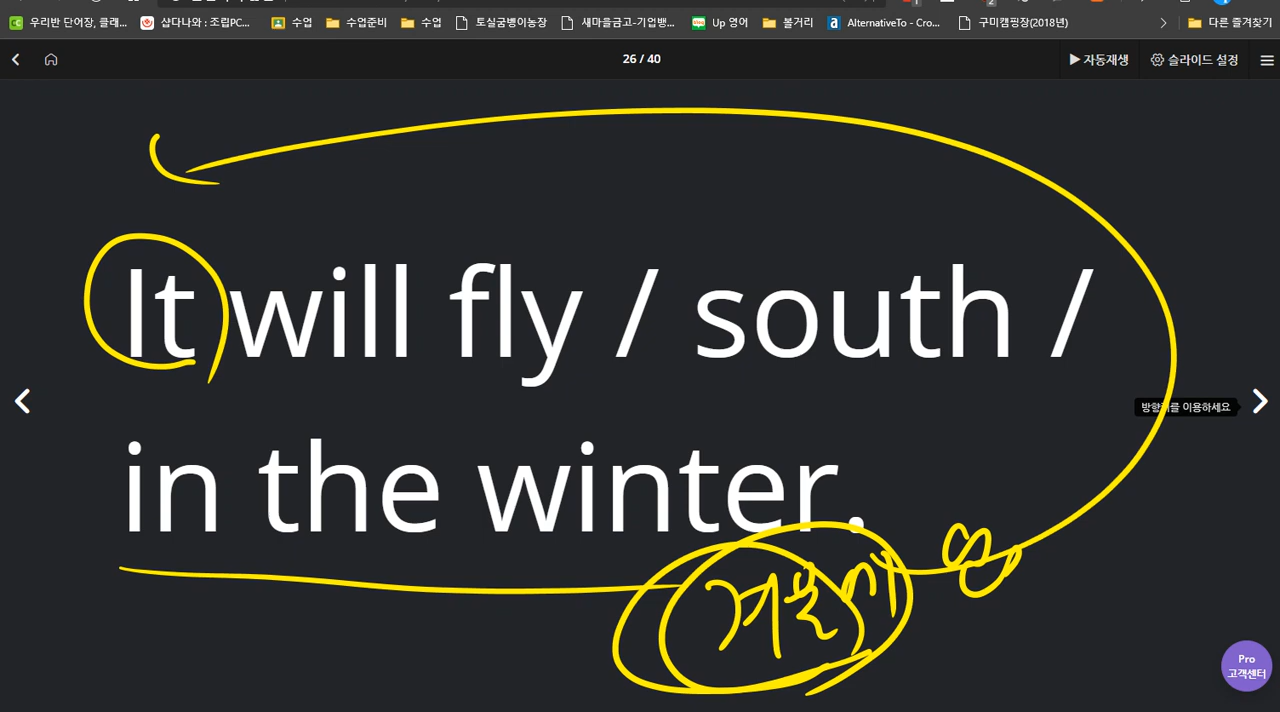 우리반 단어장, 클래... 샵다나와 : 조립PC... 수업 수업준비 수업 토실굼뱅이농장 새마을금고-기업뱅... Up 영어 볼거리 AlternativeTo - Cro... 구미캠핑장(2018년) 다른 즐겨찾기
26 / 40 자동재생 슬라이드 설정
It will fly / south /
방향키를 이용하세요
in the winter.
겨울에
Pro
고객센터